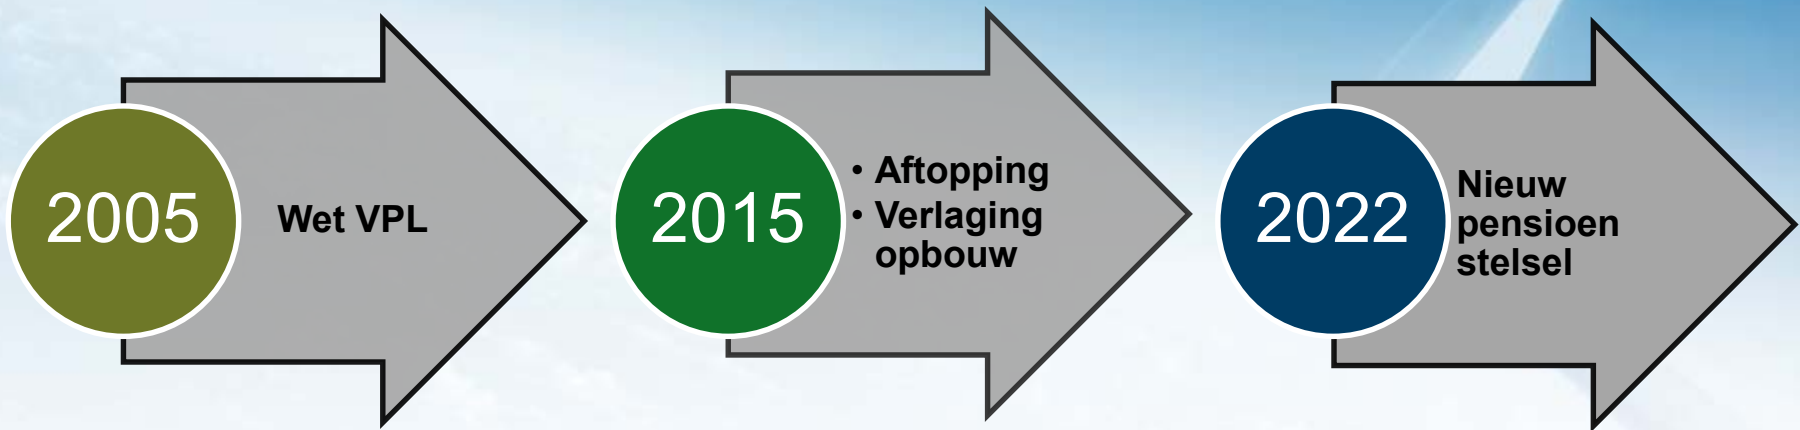 2005
Wet VPL
2015
• Aftopping
• Verlaging
opbouw
2022
Nieuw
pensioen
stelsel